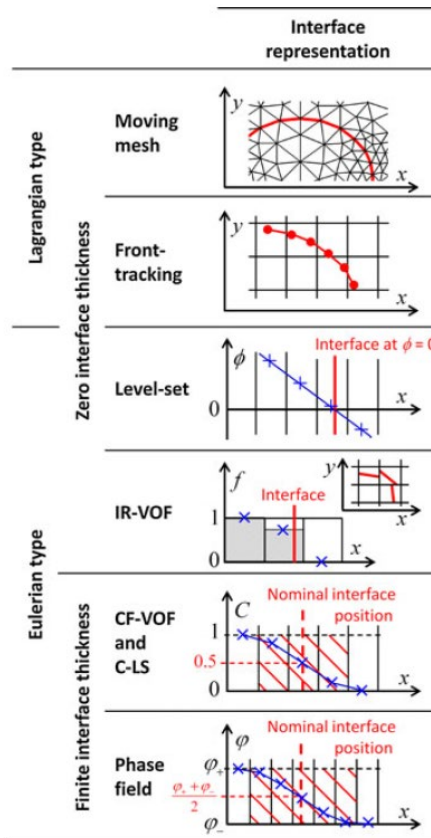 Interface
representation
Lagrangian type
Eulerian type
Zero interface thickness
Finite interface thickness
Moving
mesh
y
x
Front-
tracking
y
x
Level-set
Interface at ϕ = 0
ϕ
0
x
IR-VOF
f
Interface
1
0
x
y
x
CF-VOF
and
C-LS
Nominal interface
position
C
1
0.5
0
x
Phase
field
Nominal interface
position
φ
φ₊
φ₊ + φ₋
2
φ₋
x